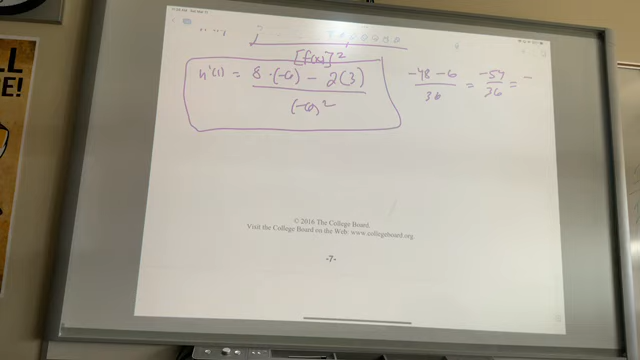 [f(x)]²
h'(1) = 8·(-6) - 2(3) / (-6)²
-48-6 / 36 = -54 / 36 = -
© 2016 The College Board.
Visit the College Board on the Web: www.collegeboard.org.
-7-